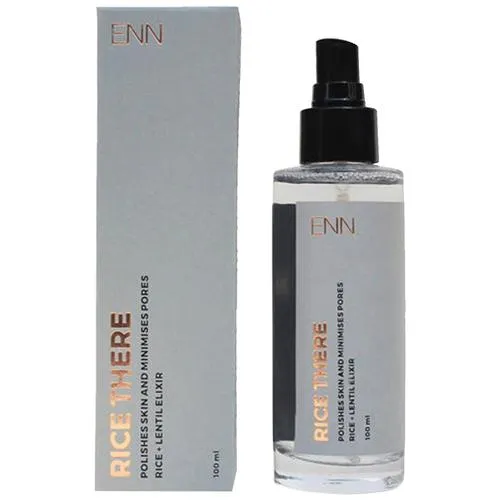 ENN
RICE THERE
POLISHES SKIN AND MINIMISES PORES
RICE + LENTIL ELIXIR
100 ml
ENN
RICE THERE
POLISHES SKIN AND MINIMISES PORES
RICE + LENTIL ELIXIR
100 ml